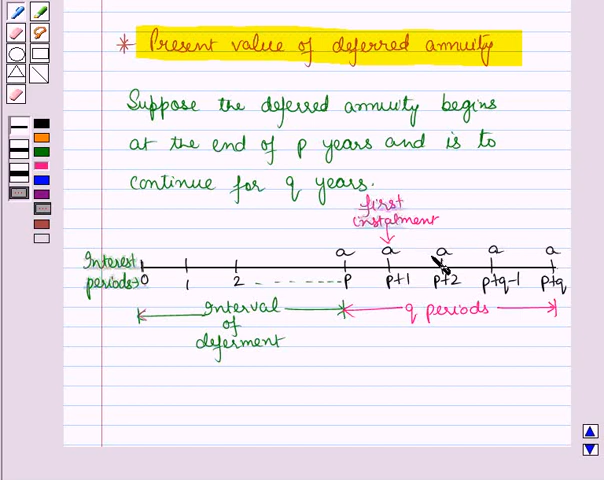 * Present value of deferred annuity
Suppose the deferred annuity begins
at the end of p years and is to
continue for q years.
first
instalment
a a a a a
Interest
periods→ 0 1 2 p p+1 p+2 p+q-1 p+q
Interval q periods
of
deferment